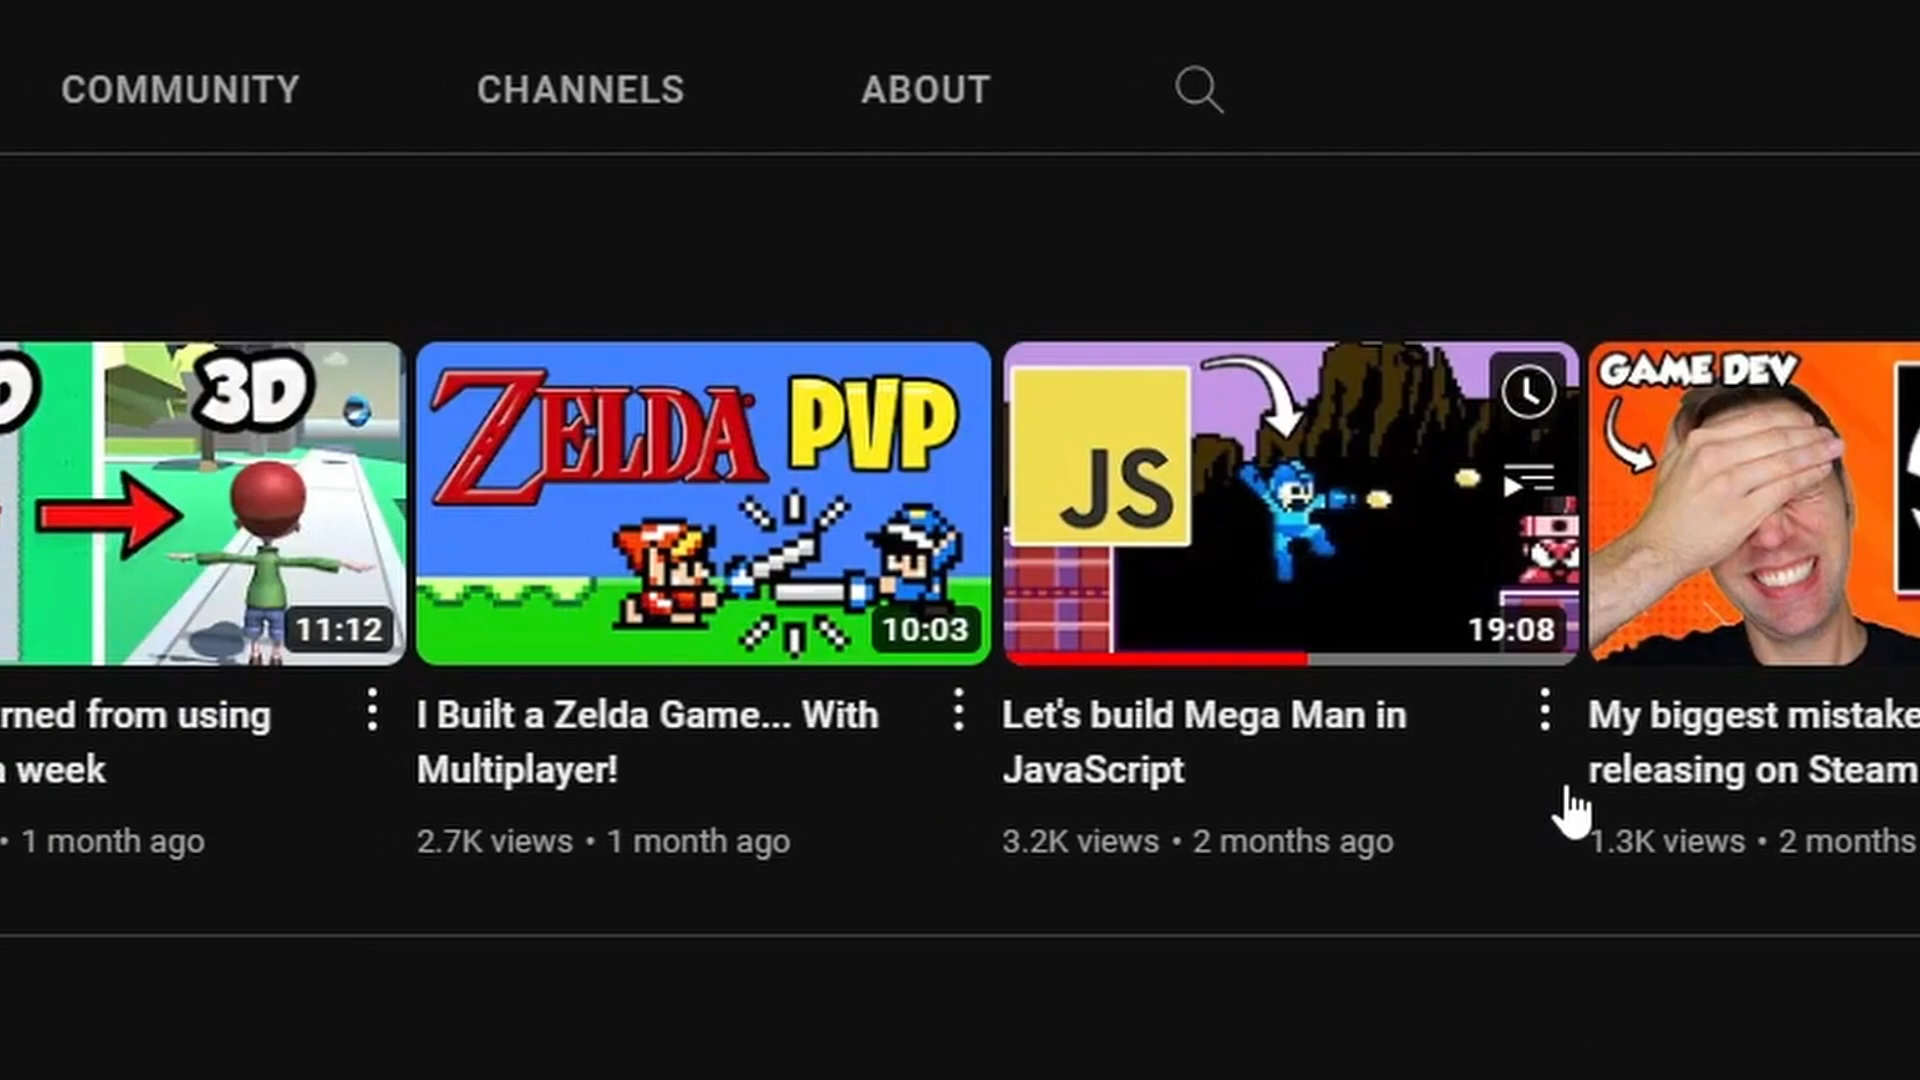 COMMUNITY CHANNELS ABOUT
3D
11:12
ZELDA PVP
10:03
JS
19:08
GAME DEV
rned from using
week
• 1 month ago
I Built a Zelda Game... With
Multiplayer!
2.7K views • 1 month ago
Let's build Mega Man in
JavaScript
3.2K views • 2 months ago
My biggest mistake
releasing on Steam
1.3K views • 2 months